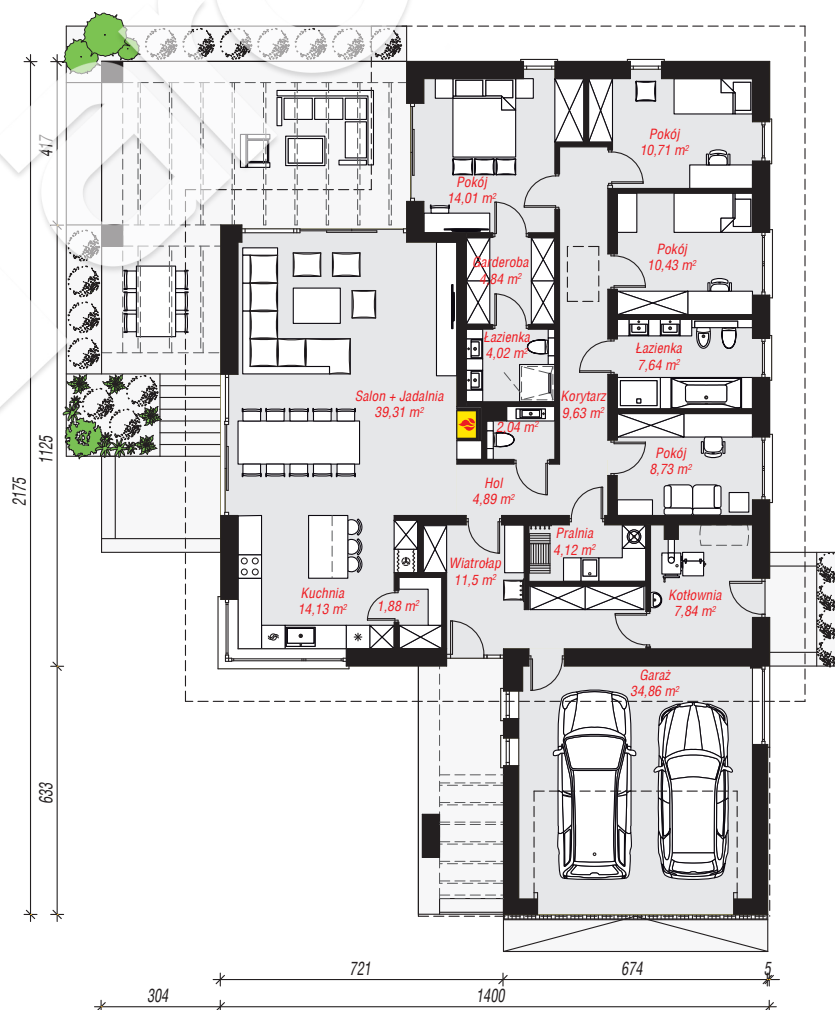 Pokój
10,71 m²
Pokój
14,01 m²
Pokój
10,43 m²
Garderoba
4,84 m²
Łazienka
4,02 m²
Łazienka
7,64 m²
Salon + Jadalnia
39,31 m²
Korytarz
9,63 m²
2,04 m²
Pokój
8,73 m²
Hol
4,89 m²
Pralnia
4,12 m²
Wiatrołap
11,5 m²
Kuchnia
14,13 m²
1,88 m²
Kotłownia
7,84 m²
Garaż
34,86 m²
417
1125
2175
633
721
674
5
304
1400